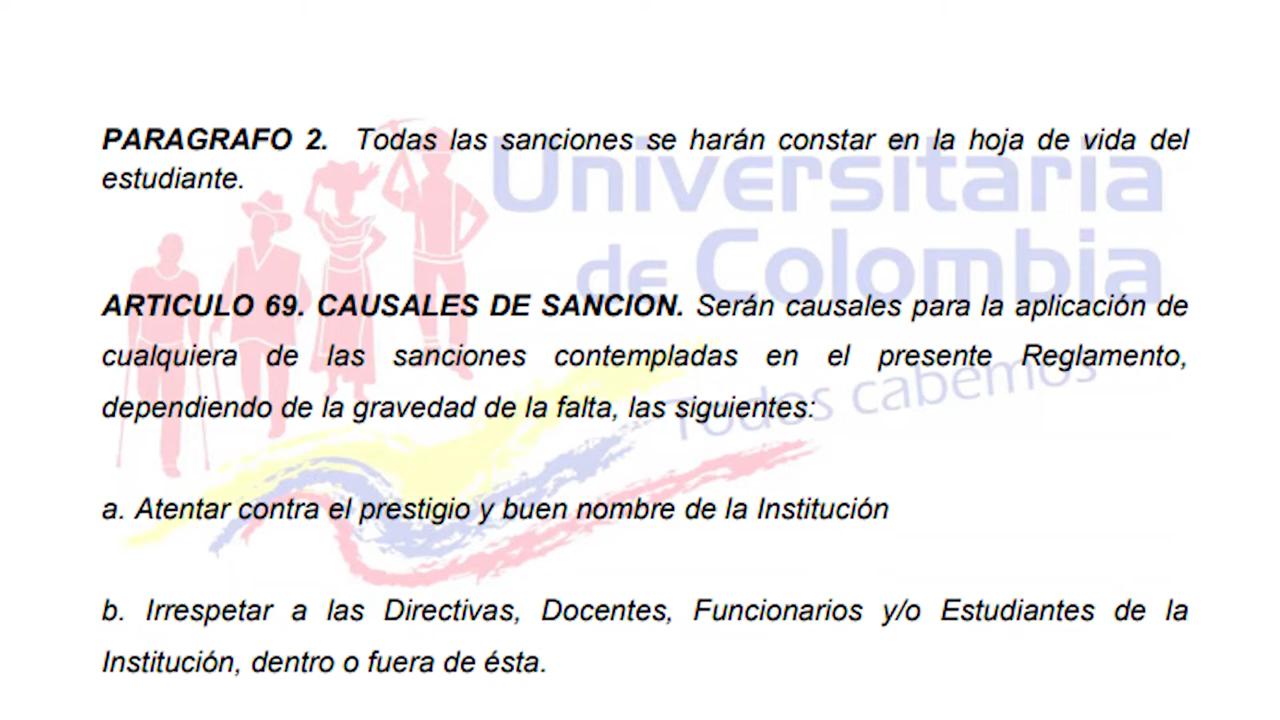 PARAGRAFO 2. Todas las sanciones se harán constar en la hoja de vida del
estudiante.
Universitaria
de Colombia
ARTICULO 69. CAUSALES DE SANCION. Serán causales para la aplicación de
cualquiera de las sanciones contempladas en el presente Reglamento,
Todos cabemos
dependiendo de la gravedad de la falta, las siguientes:
a. Atentar contra el prestigio y buen nombre de la Institución
b. Irrespetar a las Directivas, Docentes, Funcionarios y/o Estudiantes de la
Institución, dentro o fuera de ésta.